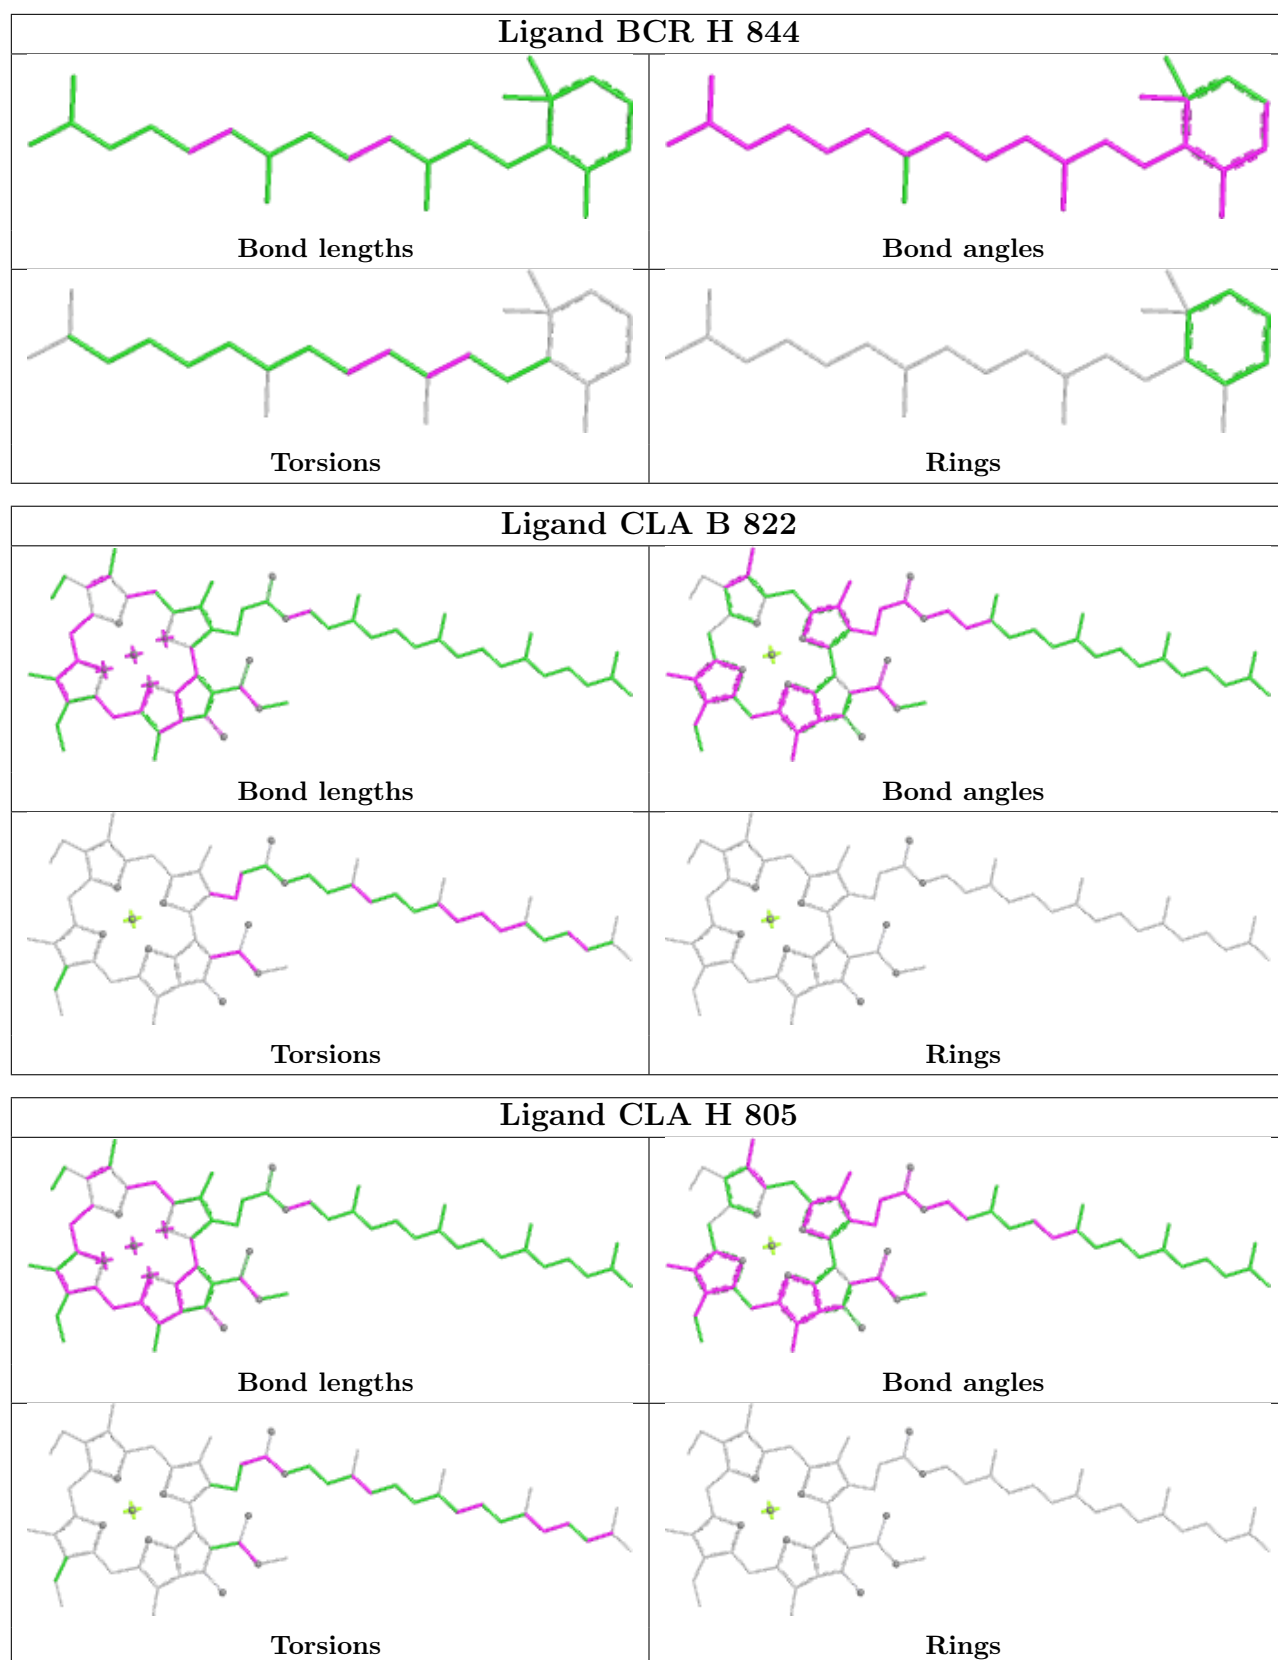 Ligand BCR H 844
Bond lengths
Bond angles
Torsions
Rings
Ligand CLA B 822
Bond lengths
Bond angles
Torsions
Rings
Ligand CLA H 805
Bond lengths
Bond angles
Torsions
Rings